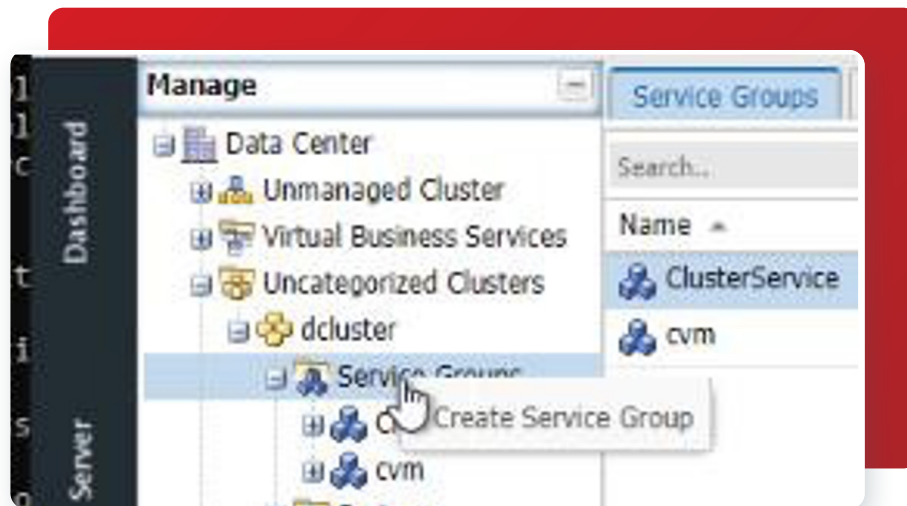 Dashboard
Server
Manage
Data Center
Unmanaged Cluster
Virtual Business Services
Uncategorized Clusters
dcluster
Service Groups
Create Service Group
cvm
Service Groups
Search...
Name
ClusterService
cvm